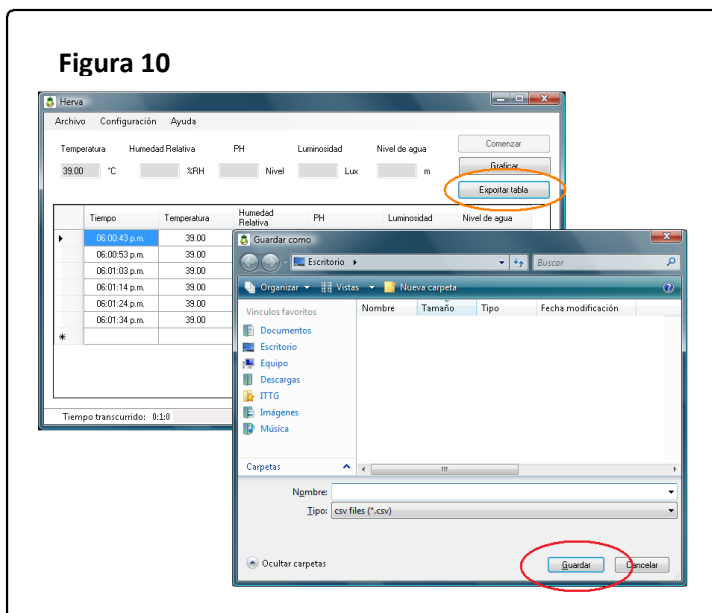 Figura 10
Herva
Archivo Configuración Ayuda
Temperatura Humedad Relativa PH Luminosidad Nivel de agua Comenzar
39.00 °C %RH Nivel Lux m Graficar
Exportar tabla
Tiempo Temperatura Humedad Relativa PH Luminosidad Nivel de agua
06:00:43 p.m. 39.00
06:00:53 p.m. 39.00
06:01:03 p.m. 39.00
06:01:14 p.m. 39.00
06:01:24 p.m. 39.00
06:01:34 p.m. 39.00
Tiempo transcurrido: 0:1:0
Guardar como
Escritorio Buscar
Organizar Vistas Nueva carpeta
Vínculos favoritos Nombre Tamaño Tipo Fecha modificación
Documentos
Escritorio
Equipo
Descargas
ITTG
Imágenes
Música
Carpetas
Nombre:
Tipo: csv files (*.csv)
Ocultar carpetas Guardar Cancelar